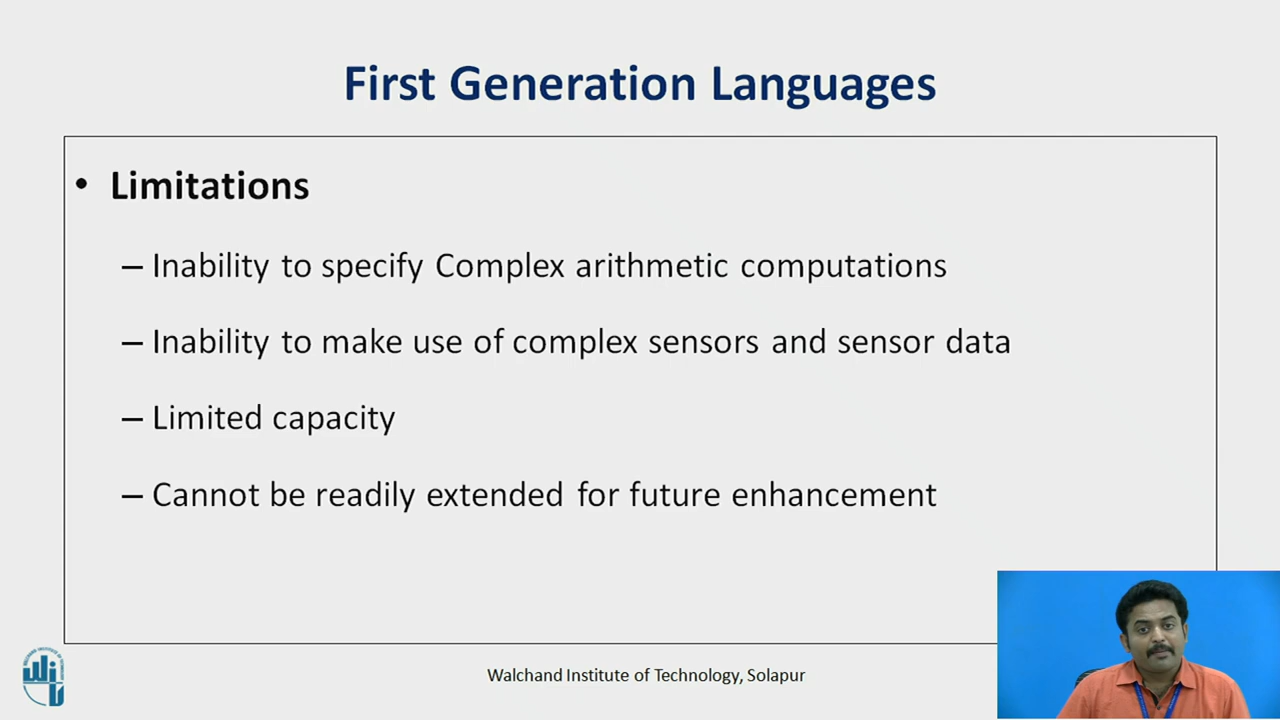 First Generation Languages
• Limitations
– Inability to specify Complex arithmetic computations
– Inability to make use of complex sensors and sensor data
– Limited capacity
– Cannot be readily extended for future enhancement
Walchand Institute of Technology, Solapur